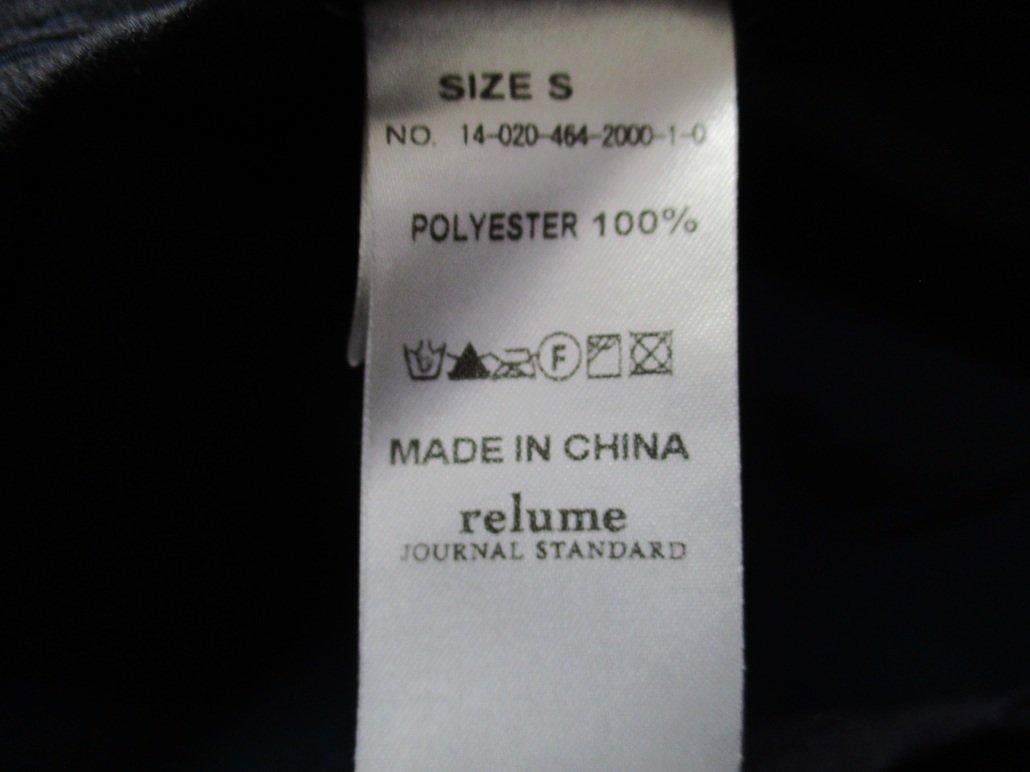 SIZE S
NO. 14-020-464-2000-1-0
POLYESTER 100%
F
MADE IN CHINA
relume
JOURNAL STANDARD